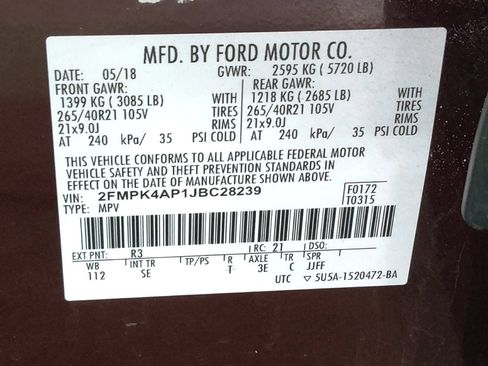 MFD. BY FORD MOTOR CO.
DATE: 05/18 GVWR: 2595 KG ( 5720 LB)
FRONT GAWR: REAR GAWR:
1399 KG ( 3085 LB) WITH 1218 KG ( 2685 LB) WITH
265/40R21 105V TIRES 265/40R21 105V TIRES
21x9.0J RIMS 21x9.0J RIMS
AT 240 kPa/ 35 PSI COLD AT 240 kPa/ 35 PSI COLD
THIS VEHICLE CONFORMS TO ALL APPLICABLE FEDERAL MOTOR
VEHICLE SAFETY AND THEFT PREVENTION STANDARDS IN
EFFECT ON THE DATE OF MANUFACTURE SHOWN ABOVE.
VIN: 2FMPK4AP1JBC28239 F0172
TYPE: MPV T0315
EXT PNT: R3 RC: 21 DSO:
WB INT TR TP/PS R AXLE TR SPR
112 SE T- 3E C JJFF
UTC 5U5A-1520472-BA